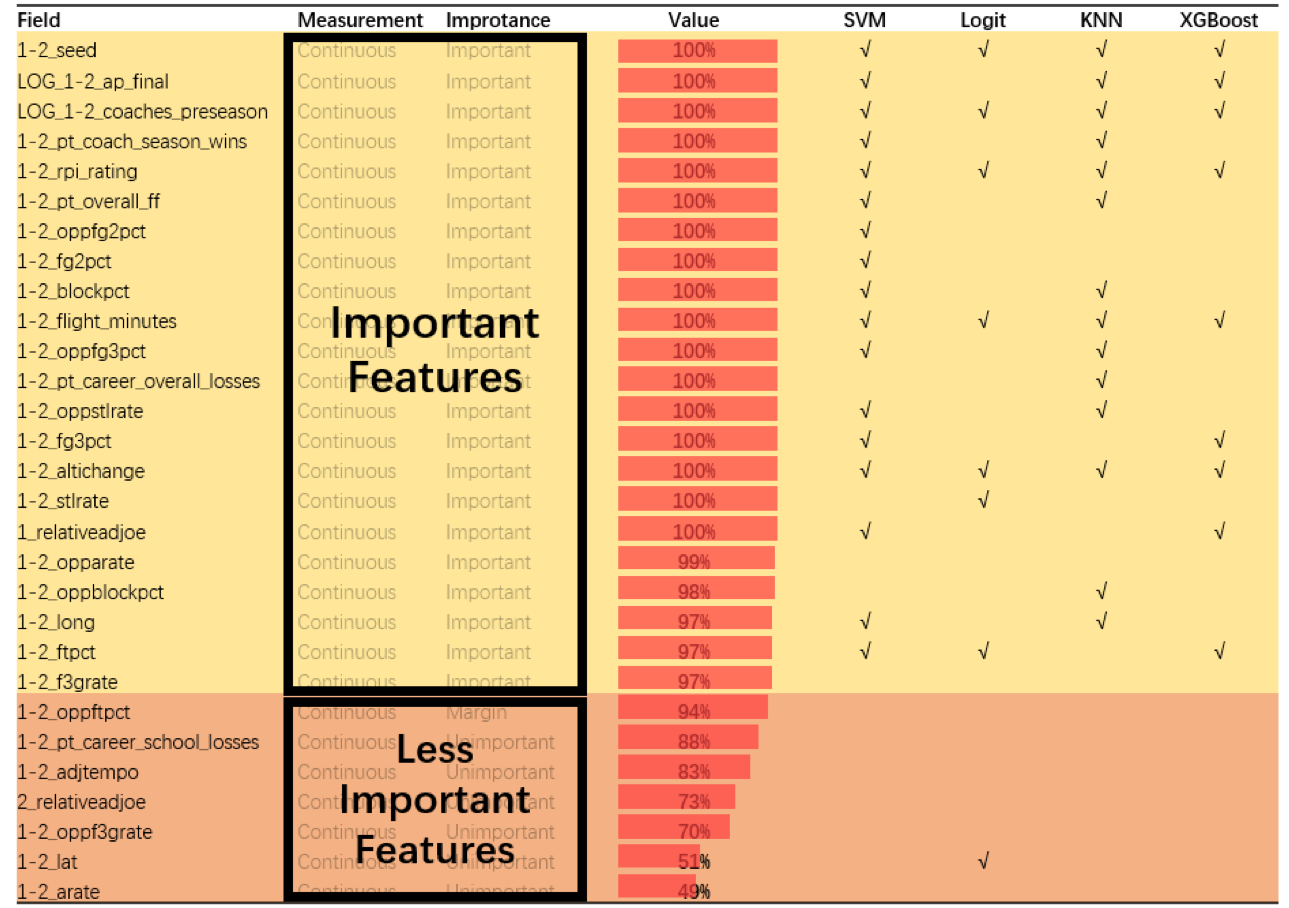 Field Measurement Improtance Value SVM Logit KNN XGBoost
1-2_seed Continuous Important 100% √ √ √ √
LOG_1-2_ap_final Continuous Important 100% √ √ √
LOG_1-2_coaches_preseason Continuous Important 100% √ √ √ √
1-2_pt_coach_season_wins Continuous Important 100% √ √
1-2_rpi_rating Continuous Important 100% √ √ √ √
1-2_pt_overall_ff Continuous Important 100% √ √
1-2_oppfg2pct Continuous Important 100% √
1-2_fg2pct Continuous Important 100% √
1-2_blockpct Continuous Important 100% √ √
1-2_flight_minutes Continuous Important 100% √ √ √ √
Important
1-2_oppfg3pct Continuous Important 100% √ √
1-2_pt_career_overall_losses Continuous Important 100% √
Features
1-2_oppstlrate Continuous Important 100% √ √
1-2_fg3pct Continuous Important 100% √ √
1-2_altichange Continuous Important 100% √ √ √ √
1-2_stlrate Continuous Important 100% √
1_relativeadjoe Continuous Important 100% √ √
1-2_opparate Continuous Important 99%
1-2_oppblockpct Continuous Important 98% √
1-2_long Continuous Important 97% √ √
1-2_ftpct Continuous Important 97% √ √ √
1-2_f3grate Continuous Important 97%
1-2_oppftpct Continuous Margin 94%
1-2_pt_career_school_losses Continuous Unimportant 88%
Less
1-2_adjtempo Continuous Unimportant 83%
2_relativeadjoe Continuous Unimportant 73%
Important
1-2_oppf3grate Continuous Unimportant 70%
1-2_lat Continuous Unimportant 51% √
Features
1-2_arate Continuous Unimportant 49%